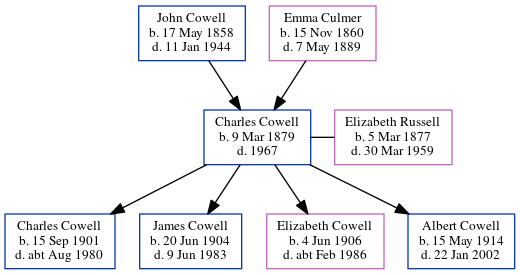 John Cowell
b. 17 May 1858
d. 11 Jan 1944
Emma Culmer
b. 15 Nov 1860
d. 7 May 1889
Charles Cowell
b. 9 Mar 1879
d. 1967
Elizabeth Russell
b. 5 Mar 1877
d. 30 Mar 1959
Charles Cowell
b. 15 Sep 1901
d. abt Aug 1980
James Cowell
b. 20 Jun 1904
d. 9 Jun 1983
Elizabeth Cowell
b. 4 Jun 1906
d. abt Feb 1986
Albert Cowell
b. 15 May 1914
d. 22 Jan 2002